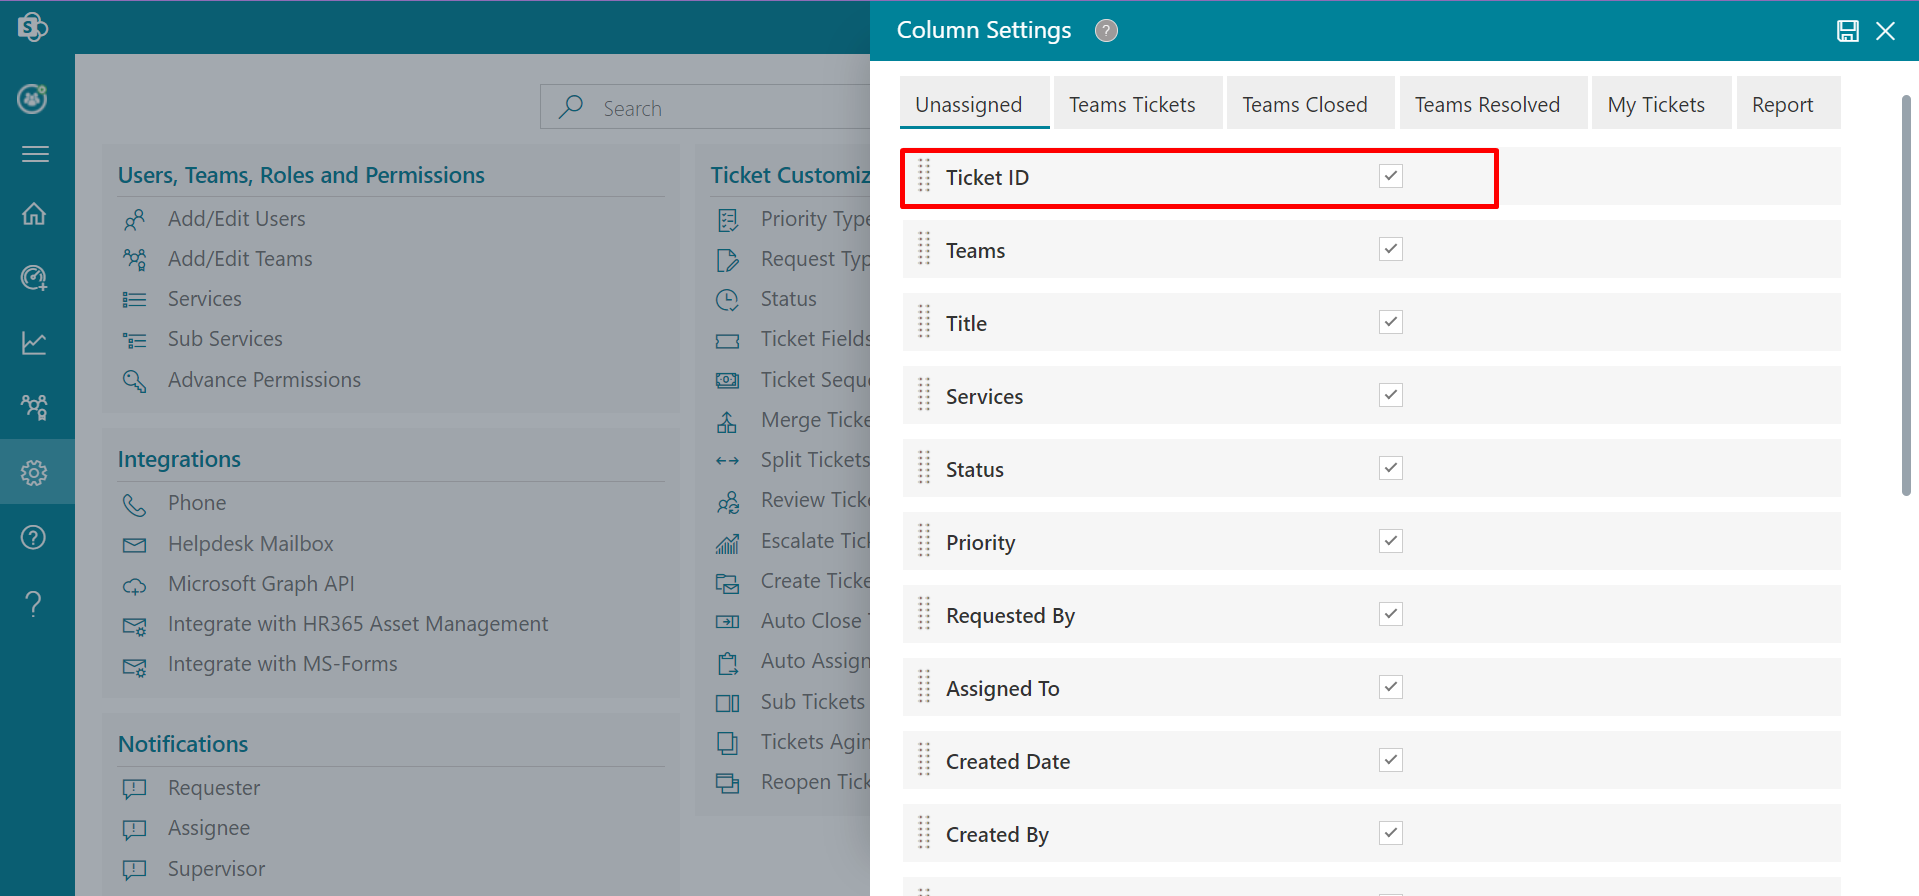 Column Settings
?
Unassigned
Teams Tickets
Teams Closed
Teams Resolved
My Tickets
Report
Ticket ID
Teams
Title
Services
Status
Priority
Requested By
Assigned To
Created Date
Created By
S
Search
Users, Teams, Roles and Permissions
Add/Edit Users
Add/Edit Teams
Services
Sub Services
Advance Permissions
Integrations
Phone
Helpdesk Mailbox
Microsoft Graph API
Integrate with HR365 Asset Management
Integrate with MS-Forms
Notifications
Requester
Assignee
Supervisor
Ticket Customiz
Priority Type
Request Typ
Status
Ticket Fields
Ticket Sequ
Merge Ticke
Split Tickets
Review Ticke
Escalate Tick
Create Ticke
Auto Close
Auto Assign
Sub Tickets
Tickets Agin
Reopen Tick